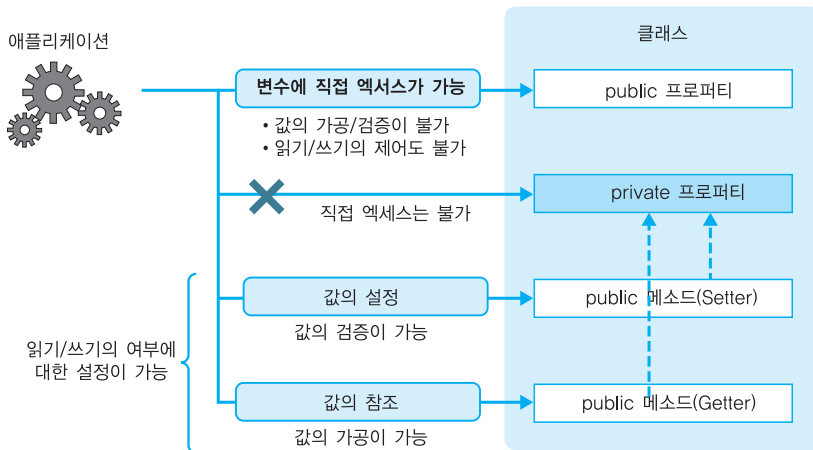 클래스
애플리케이션
변수에 직접 엑서스가 가능
public 프로퍼티
• 값의 가공/검증이 불가
• 읽기/쓰기의 제어도 불가
private 프로퍼티
직접 엑세스는 불가
값의 설정
public 메소드(Setter)
값의 검증이 가능
읽기/쓰기의 여부에
대한 설정이 가능
값의 참조
public 메소드(Getter)
값의 가공이 가능